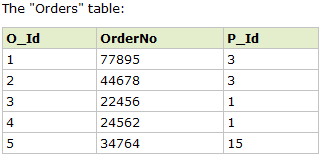 The "Orders" table:
O_Id OrderNo P_Id
1 77895 3
2 44678 3
3 22456 1
4 24562 1
5 34764 15